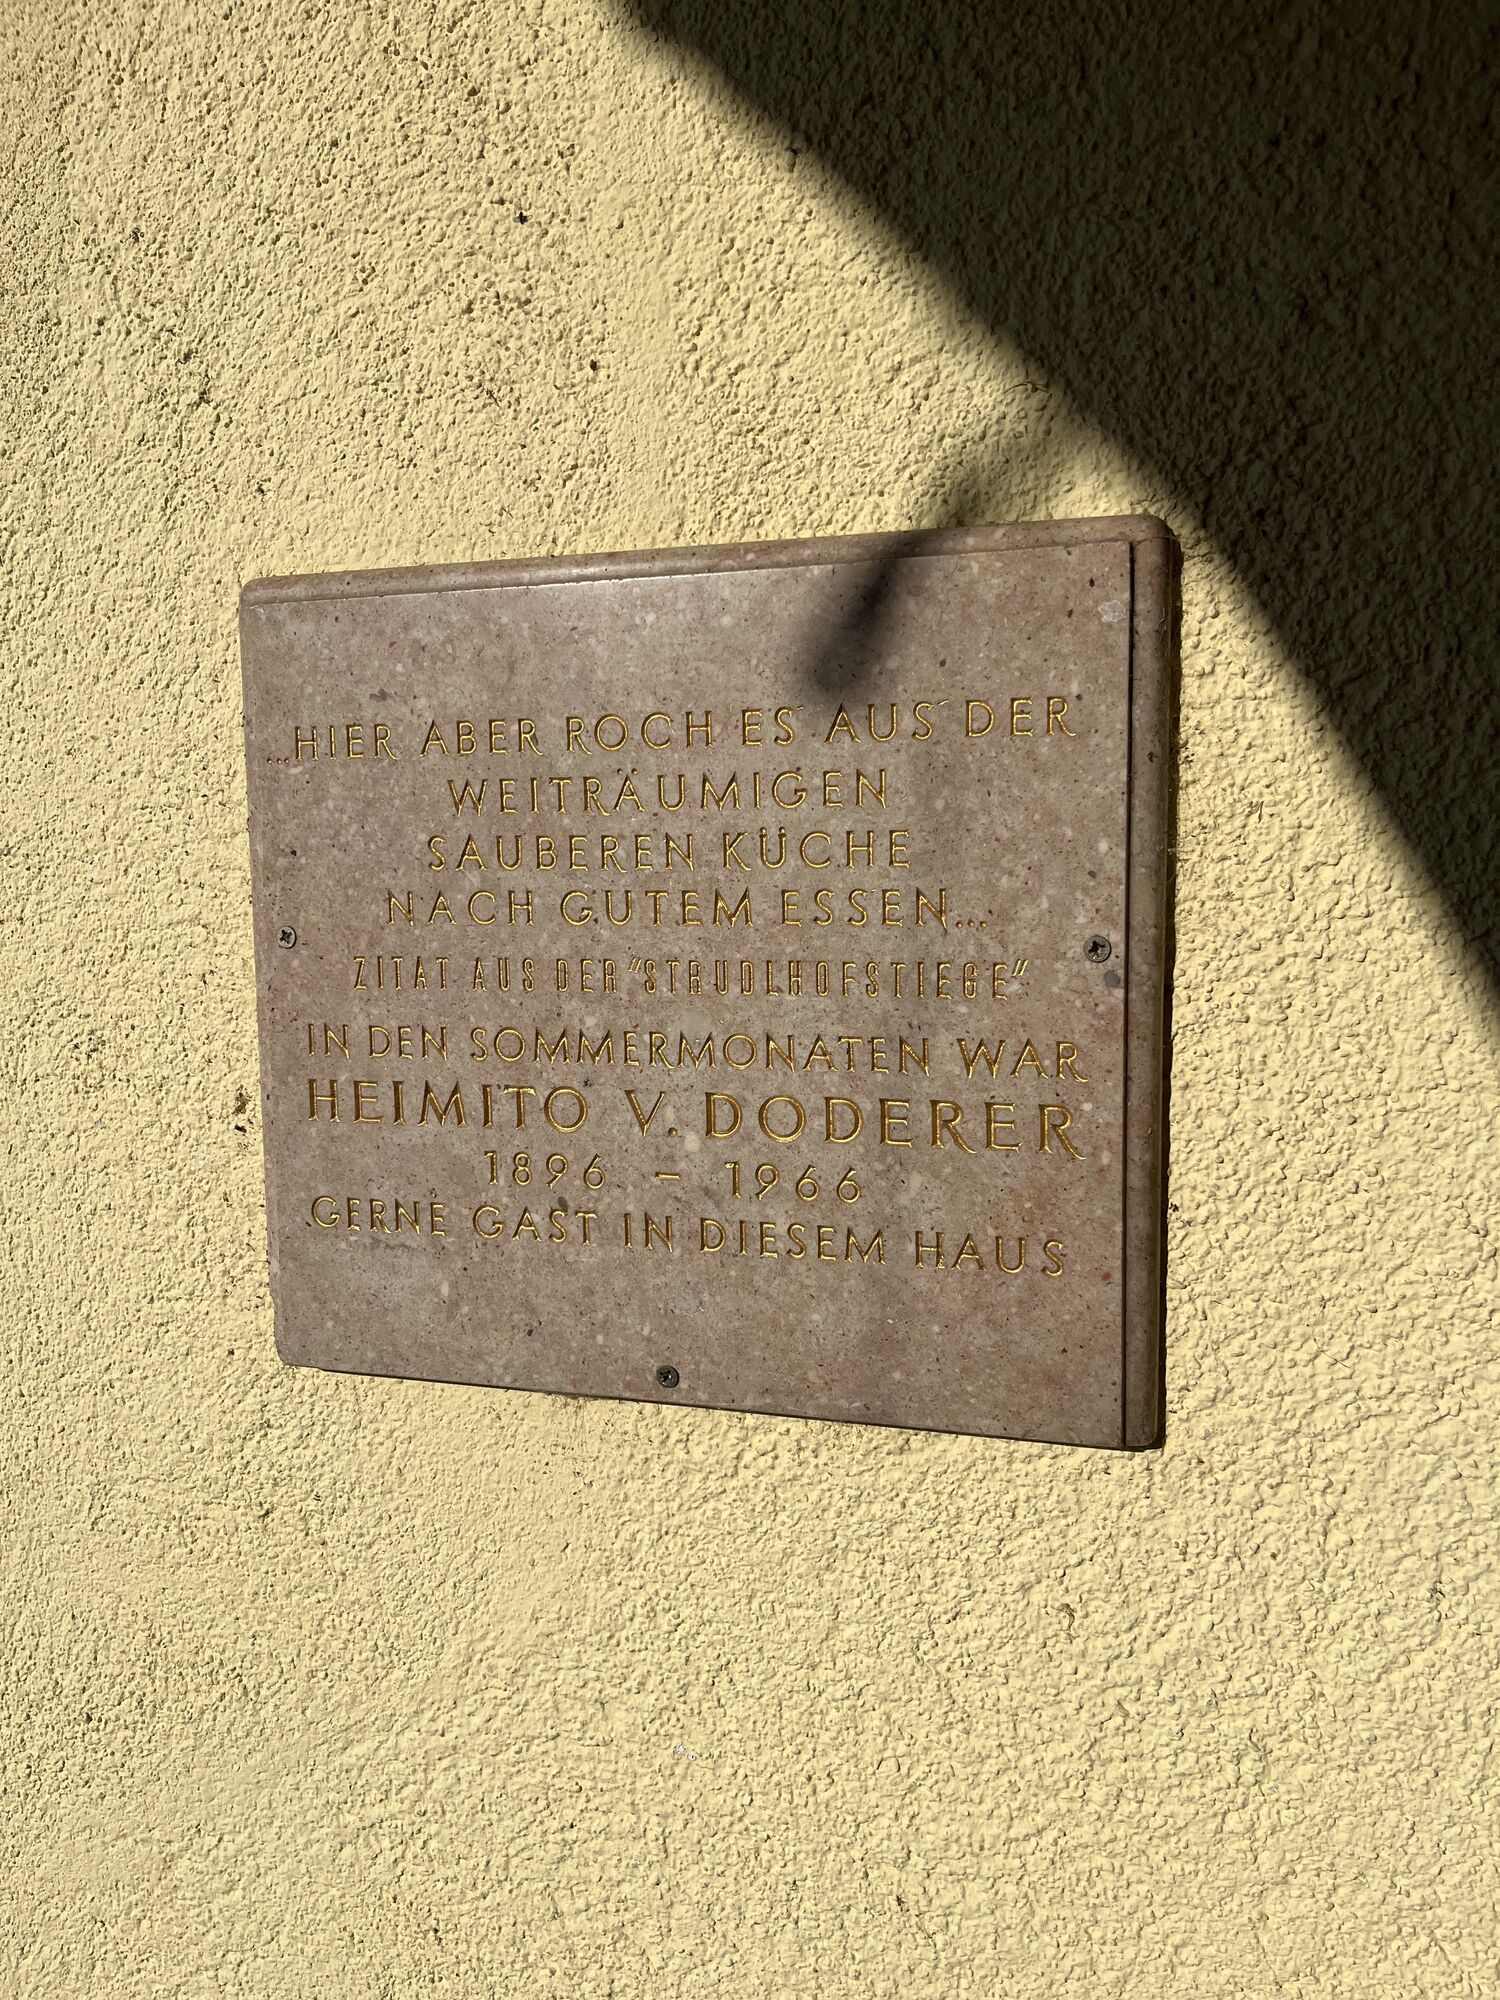 ...HIER ABER ROCH ES AUS DER
WEITRÄUMIGEN
SAUBEREN KÜCHE
NACH GUTEM ESSEN...
ZITAT AUS DER "STRUDLHOFSTIEGE"
IN DEN SOMMERMONATEN WAR
HEIMITO V. DODERER
1896 – 1966
GERNE GAST IN DIESEM HAUS